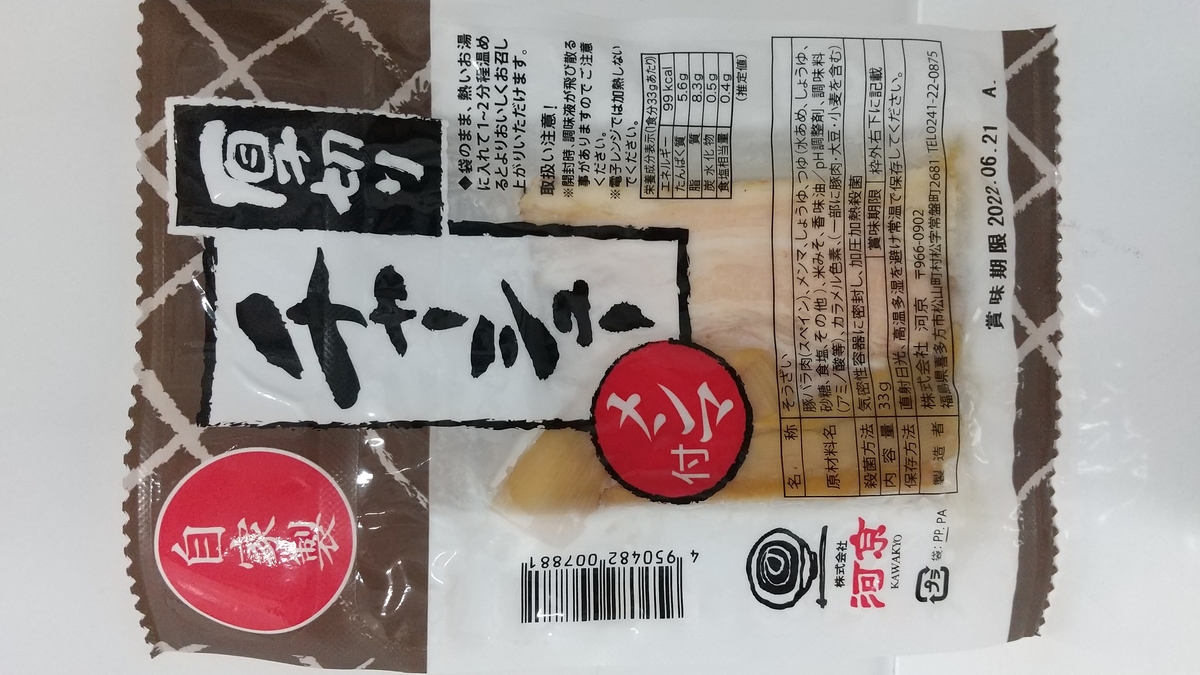 自家製
厚切り
チャーシュー
メンマ
付
◆袋のまま、熱いお湯
に入れて1~2分程温め
るとよりおいしくお召し
上がりいただけます。
取扱い注意!
※開封時、調味液が飛び散る
事がありますのでご注意
ください。
※電子レンジでは加熱しない
でください。
栄養成分表示(1食分33gあたり)
エネルギー 99kcal
たんぱく質 5.6g
脂質 8.3g
炭水化物 0.5g
食塩相当量 0.4g
(推定値)
名称 そうざい
原材料名 豚バラ肉(スペイン)、メンマ、しょうゆ、つゆ(水あめ、しょうゆ、
砂糖、食塩、その他)、米みそ、香味油/pH調整剤、調味料
(アミノ酸等)、カラメル色素、(一部に豚肉・大豆・小麦を含む)
殺菌方法 気密性容器に密封し、加圧加熱殺菌
内容量 33g 賞味期限 枠外右下に記載
保存方法 直射日光、高温多湿を避け常温で保存してください。
製造者 株式会社 河京 〒966-0902
福島県喜多方市松山町村松字常盤町2681 TEL0241-22-0875
賞味期限 2022.06.21 A.
4 950482 007881
株式会社
河京
KAWAKYO
プラ 袋:PP,PA